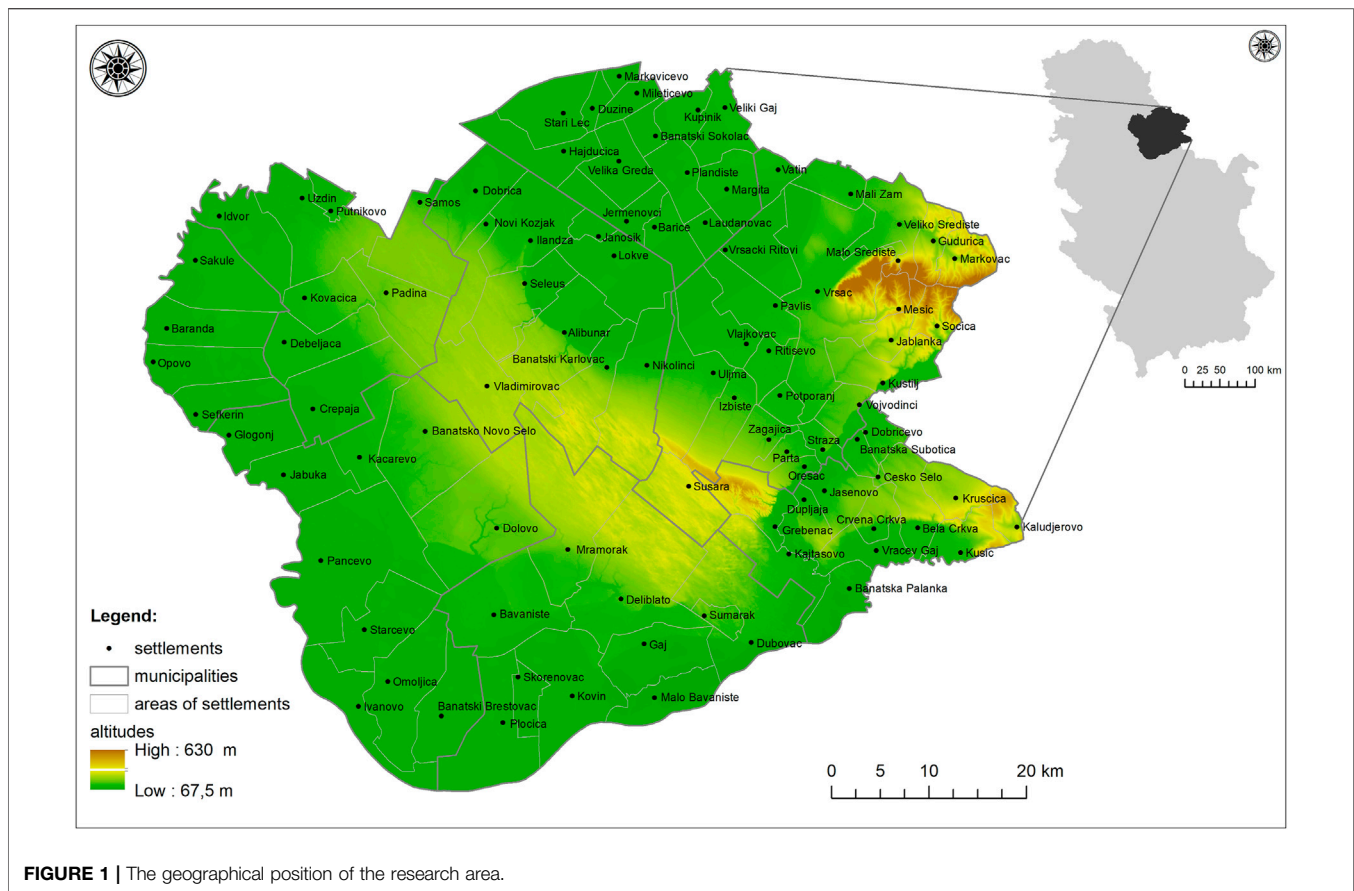 Markovicevo
Mileticevo
Duzine
Stari Lec
Kupinik
Veliki Gaj
Banatski Sokolac
Hajducica
Velika Greda
Plandiste
Vatin
Margita
Mali Zam
Dobrica
Samos
Uzdin
Putnikovo
Idvor
Novi Kozjak
Jermenovci
Barice
Laudanovac
Veliko Srediste
Ilandza
Janosik
Gudurica
Lokve
Vrsacki Ritovi
Malo Srediste
Markovac
Sakule
Seleus
Padina
Kovacica
Vrsac
Pavlis
Mesic
Baranda
Socica
Alibunar
Vlajkovac
Jablanka
Debeljaca
Ritisevo
Opovo
Banatski Karlovac
Nikolinci
Uljma
Vladimirovac
Kustilj
Izbiste
Potporanj
Vojvodinci
Crepaja
Sefkerin
Glogonj
Banatsko Novo Selo
Zagajica
Straza
Dobricevo
Banatska Subotica
Parta
Kacarevo
Oresac
Jabuka
Cesko Selo
Susara
Jasenovo
Kruscica
Dupljaja
Dolovo
Grebenac
Crvena Crkva
Bela Crkva
Kaludjerovo
Mramorak
Kajtasovo
Vracev Gaj
Kusic
Pancevo
Banatska Palanka
Deliblato
Bavaniste
Sumarak
Starcevo
Gaj
Dubovac
Omoljica
Skorenovac
Kovin
Malo Bavaniste
Ivanovo
Banatski Brestovac
Plocica
Legend:
settlements
municipalities
areas of settlements
altitudes
High : 630 m
Low : 67,5 m
0 5 10 20 km
0 25 50 100 km
FIGURE 1 | The geographical position of the research area.